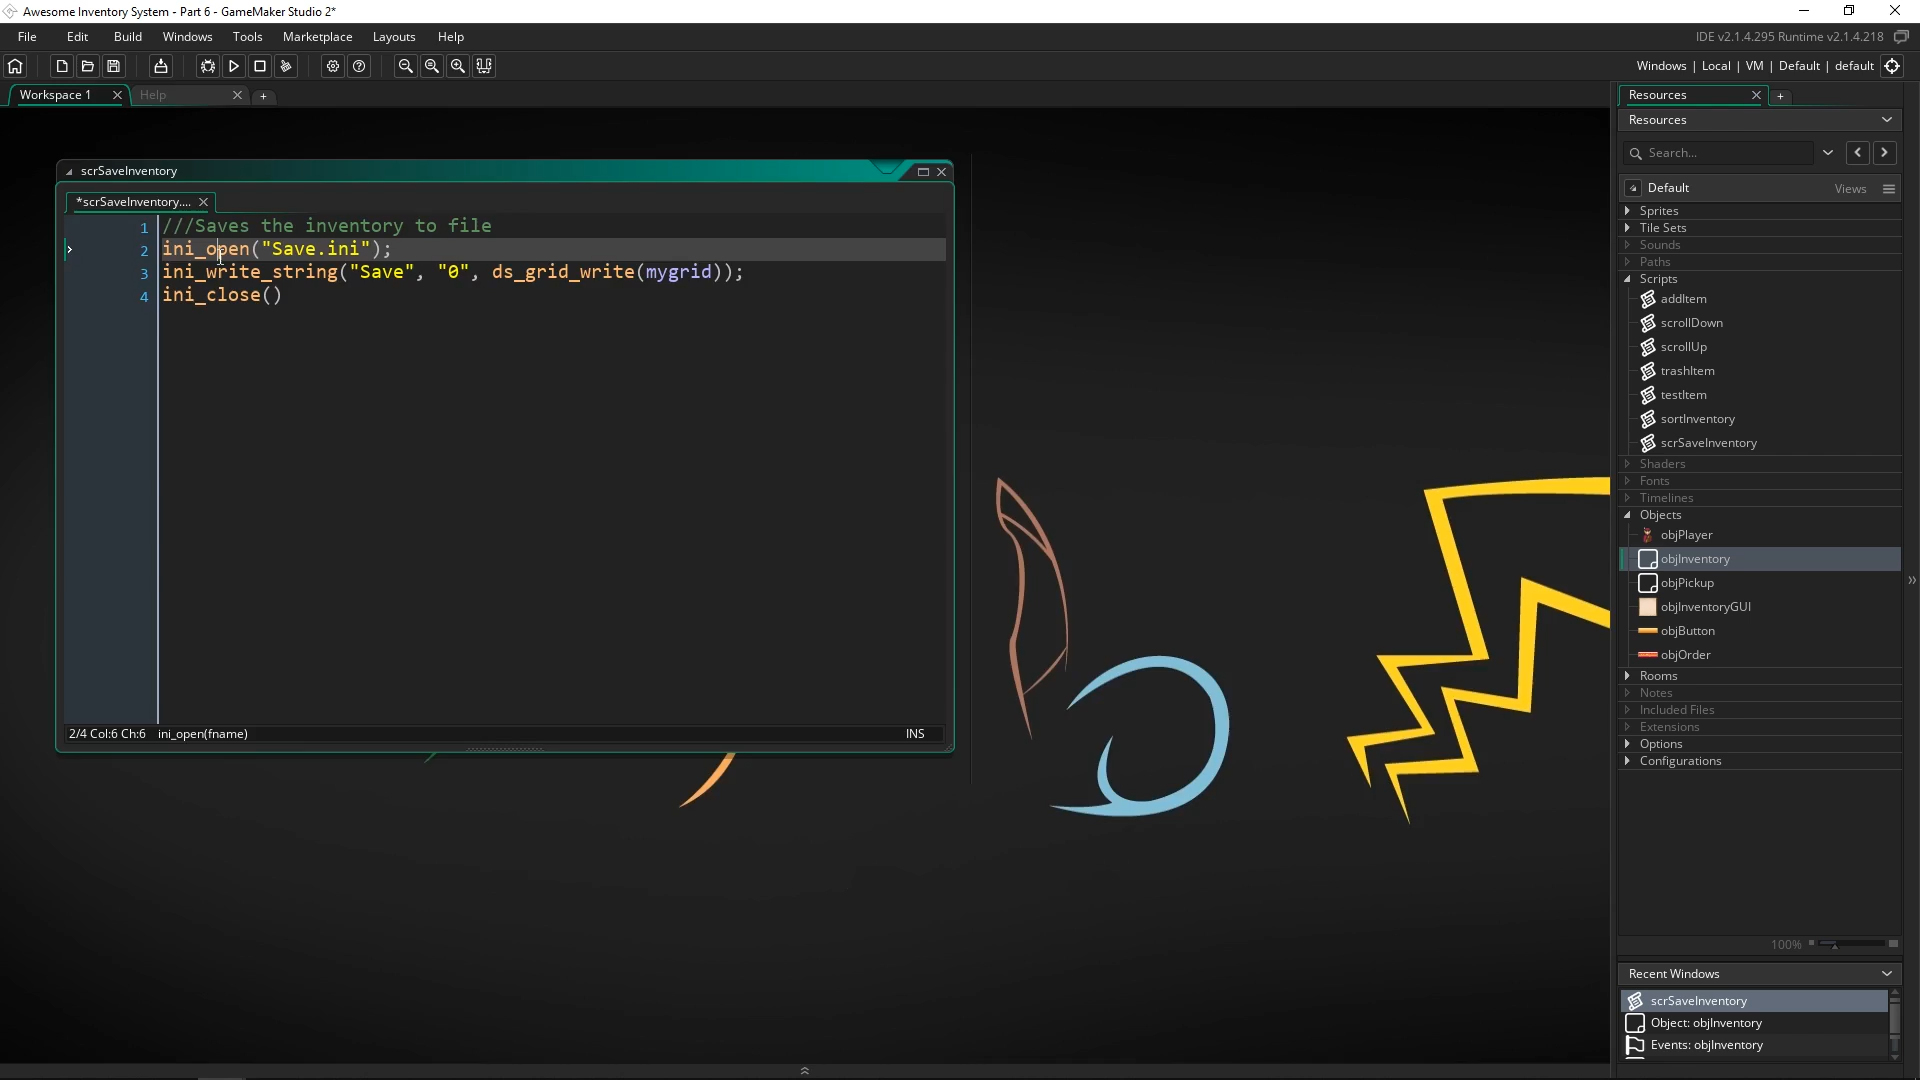 Awesome Inventory System - Part 6 - GameMaker Studio 2*
File Edit Build Windows Tools Marketplace Layouts Help
IDE v2.1.4.295 Runtime v2.1.4.218
Windows | Local | VM | Default | default
Workspace 1
Help
Resources
Resources
Search...
Default Views
Sprites
Tile Sets
Sounds
Paths
Scripts
addItem
scrollDown
scrollUp
trashItem
testItem
sortInventory
scrSaveInventory
Shaders
Fonts
Timelines
Objects
objPlayer
objInventory
objPickup
objInventoryGUI
objButton
objOrder
Rooms
Notes
Included Files
Extensions
Options
Configurations
100%
Recent Windows
scrSaveInventory
Object: objInventory
Events: objInventory
scrSaveInventory
*scrSaveInventory....
1 ///Saves the inventory to file
2 ini_open("Save.ini");
3 ini_write_string("Save", "0", ds_grid_write(mygrid));
4 ini_close()
2/4 Col:6 Ch:6 ini_open(fname) INS